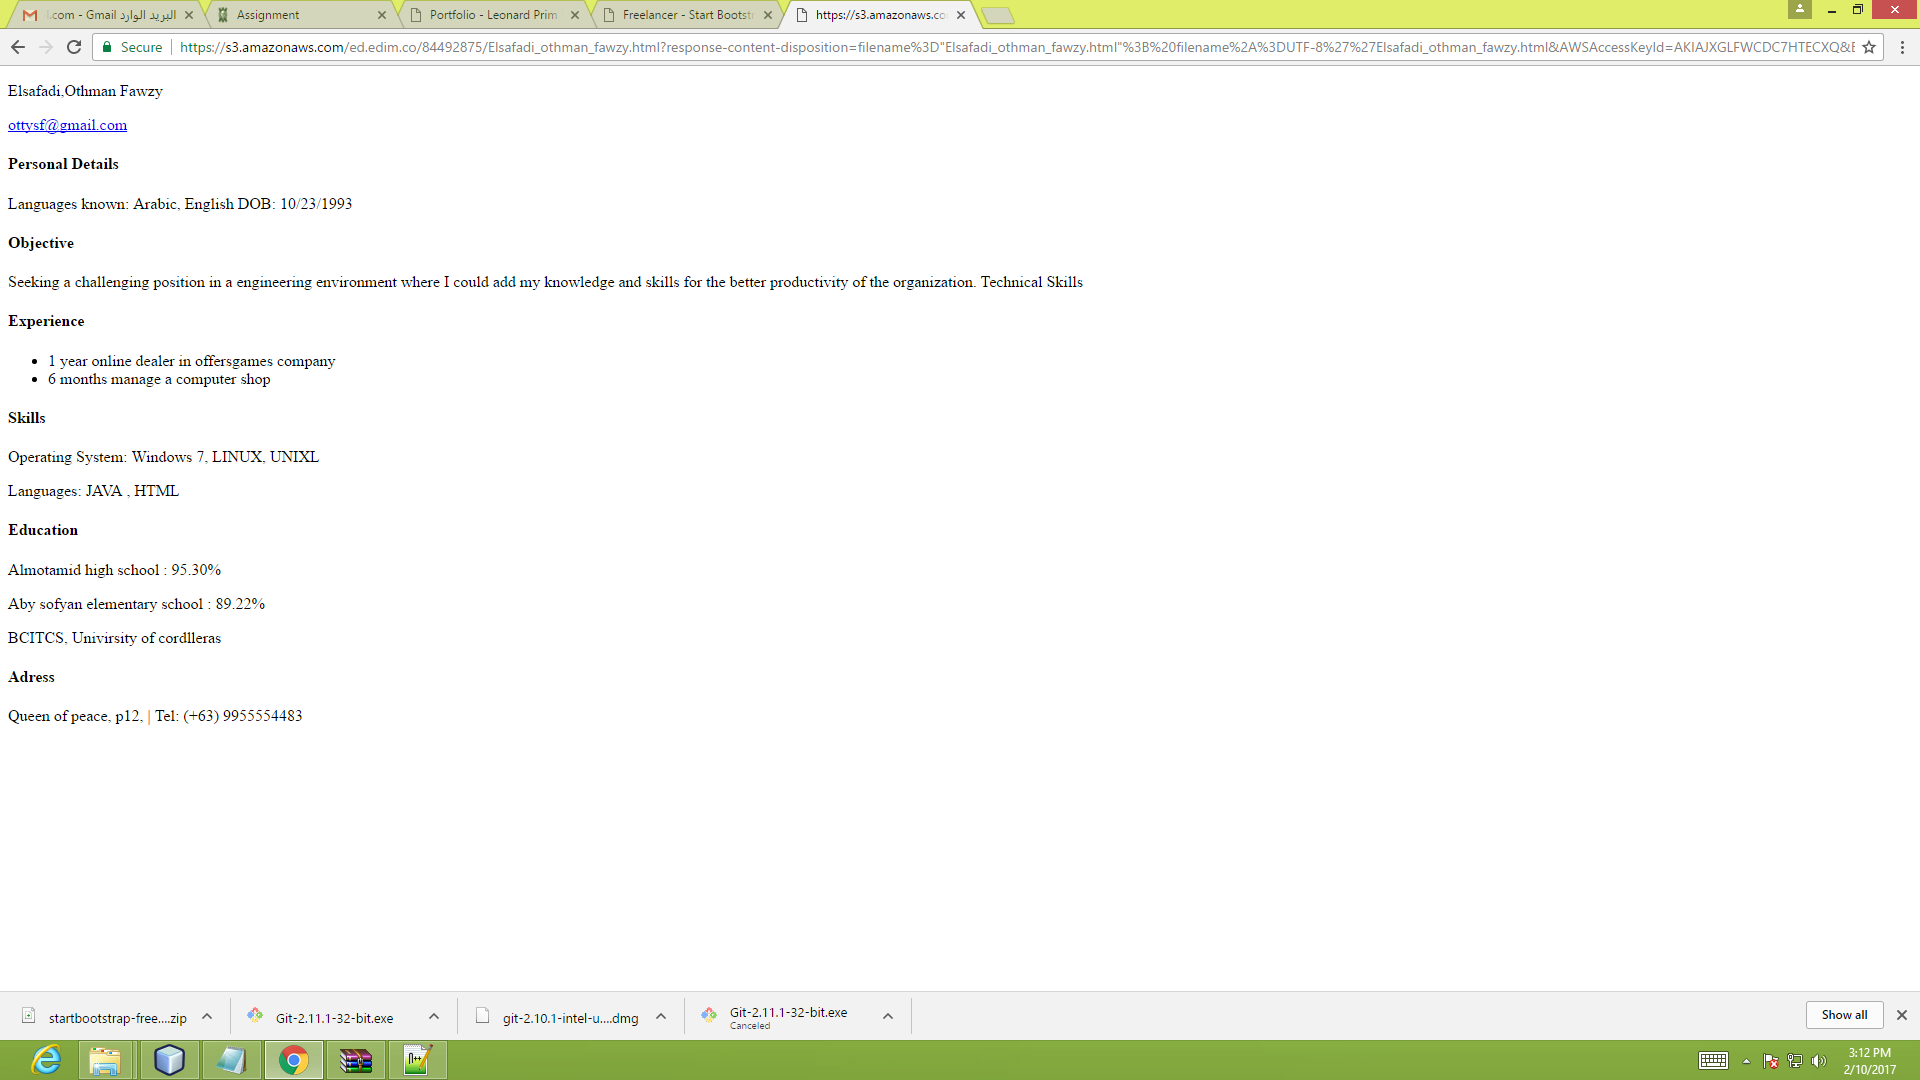 l.com - Gmail البريد الوارد
Assignment
Portfolio - Leonard Prim
Freelancer - Start Bootst
https://s3.amazonaws.co
Secure
https://s3.amazonaws.com/ed.edim.co/84492875/Elsafadi_othman_fawzy.html?response-content-disposition=filename%3D"Elsafadi_othman_fawzy.html"%3B%20filename%2A%3DUTF-8%27%27Elsafadi_othman_fawzy.html&AWSAccessKeyId=AKIAJXGLFWCDC7HTECXQ&E
Elsafadi,Othman Fawzy
ottysf@gmail.com
Personal Details
Languages known: Arabic, English DOB: 10/23/1993
Objective
Seeking a challenging position in a engineering environment where I could add my knowledge and skills for the better productivity of the organization. Technical Skills
Experience
• 1 year online dealer in offersgames company
• 6 months manage a computer shop
Skills
Operating System: Windows 7, LINUX, UNIXL
Languages: JAVA , HTML
Education
Almotamid high school : 95.30%
Aby sofyan elementary school : 89.22%
BCITCS, Univirsity of cordlleras
Adress
Queen of peace, p12, | Tel: (+63) 9955554483
startbootstrap-free....zip
Git-2.11.1-32-bit.exe
git-2.10.1-intel-u....dmg
Git-2.11.1-32-bit.exe
Canceled
Show all
3:12 PM
2/10/2017